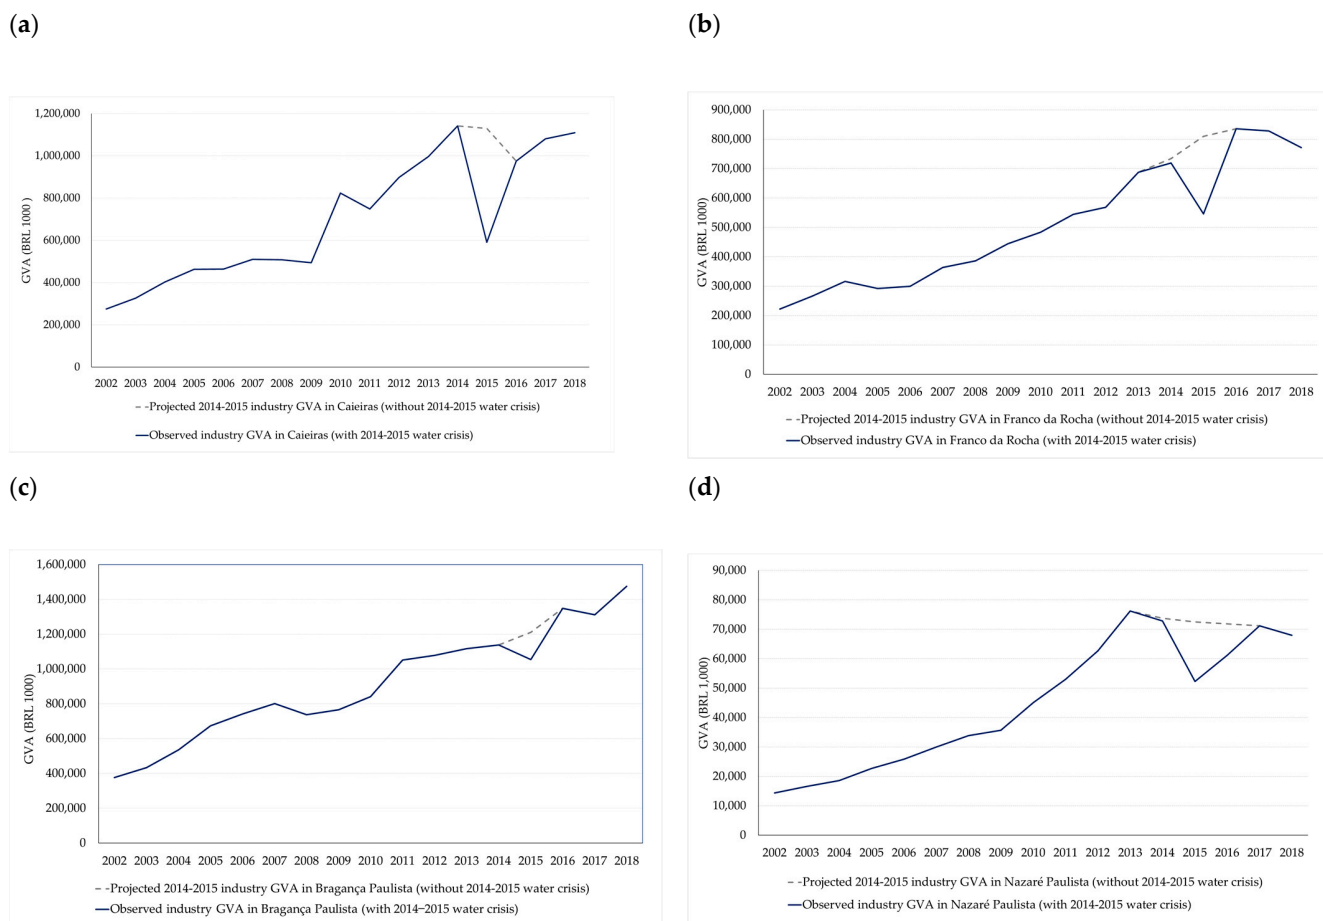 (a)
1,200,000
1,000,000
800,000
600,000
400,000
200,000
0
GVA (BRL 1000 )
2002 2003 2004 2005 2006 2007 2008 2009 2010 2011 2012 2013 2014 2015 2016 2017 2018
Projected 2014-2015 industry GVA in Caieiras (without 2014-2015 water crisis)
Observed industry GVA in Caieiras (with 2014-2015 water crisis)
(b)
900,000
800,000
700,000
600,000
500,000
400,000
300,000
200,000
100,000
0
GVA (BRL 1000)
2002 2003 2004 2005 2006 2007 2008 2009 2010 2011 2012 2013 2014 2015 2016 2017 2018
Projected 2014-2015 industry GVA in Franco da Rocha (without 2014-2015 water crisis)
Observed industry GVA in Franco da Rocha (with 2014-2015 water crisis)
(c)
1,600,000
1,400,000
1,200,000
1,000,000
800,000
600,000
400,000
200,000
0
GVA (BRL 1000)
2002 2003 2004 2005 2006 2007 2008 2009 2010 2011 2012 2013 2014 2015 2016 2017 2018
Projected 2014-2015 industry GVA in Bragança Paulista (without 2014-2015 water crisis)
Observed industry GVA in Bragança Paulista (with 2014−2015 water crisis)
(d)
90,000
80,000
70,000
60,000
50,000
40,000
30,000
20,000
10,000
0
GVA (BRL 1,000)
2002 2003 2004 2005 2006 2007 2008 2009 2010 2011 2012 2013 2014 2015 2016 2017 2018
Projected 2014-2015 industry GVA in Nazaré Paulista (without 2014-2015 water crisis)
Observed industry GVA in Nazaré Paulista (with 2014-2015 water crisis)